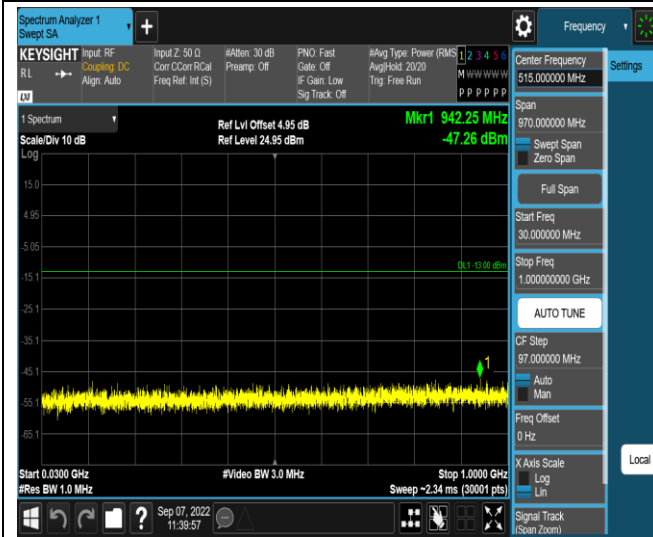 Spectrum Analyzer 1
Swept SA
+
Frequency
KEYSIGHT
RL
LXI
Input: RF
Coupling: DC
Align: Auto
Input Z: 50 Ω
Corr CCorr RCal
Freq Ref: Int (S)
#Atten: 30 dB
Preamp: Off
PNO: Fast
Gate: Off
IF Gain: Low
Sig Track: Off
#Avg Type: Power (RMS
Avg|Hold: 20/20
Trig: Free Run
1 2 3 4 5 6
M W W W W W
P P P P P P
1 Spectrum
Scale/Div 10 dB
Log
Ref Lvl Offset 4.95 dB
Ref Level 24.95 dBm
Mkr1 942.25 MHz
-47.26 dBm
15.0
4.95
-5.05
DL1 -13.00 dBm
-15.1
-25.1
-35.1
-45.1
1
-55.1
-65.1
Start 0.0300 GHz
#Res BW 1.0 MHz
#Video BW 3.0 MHz
Stop 1.0000 GHz
Sweep ~2.34 ms (30001 pts)
?
Sep 07, 2022
11:39:57
Center Frequency
515.000000 MHz
Settings
Span
970.000000 MHz
Swept Span
Zero Span
Full Span
Start Freq
30.000000 MHz
Stop Freq
1.000000000 GHz
AUTO TUNE
CF Step
97.000000 MHz
Auto
Man
Freq Offset
0 Hz
X Axis Scale
Log
Lin
Local
Signal Track
(Span Zoom)